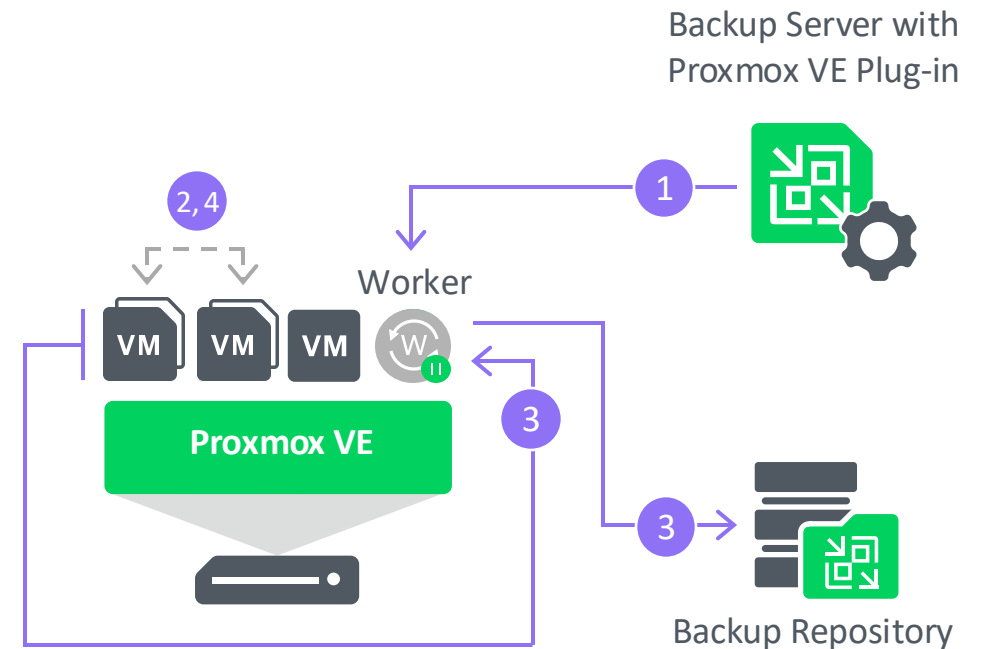 Backup Server with
Proxmox VE Plug-in
1
2, 4
Worker
VM
VM
VM
W
3
Proxmox VE
3
Backup Repository